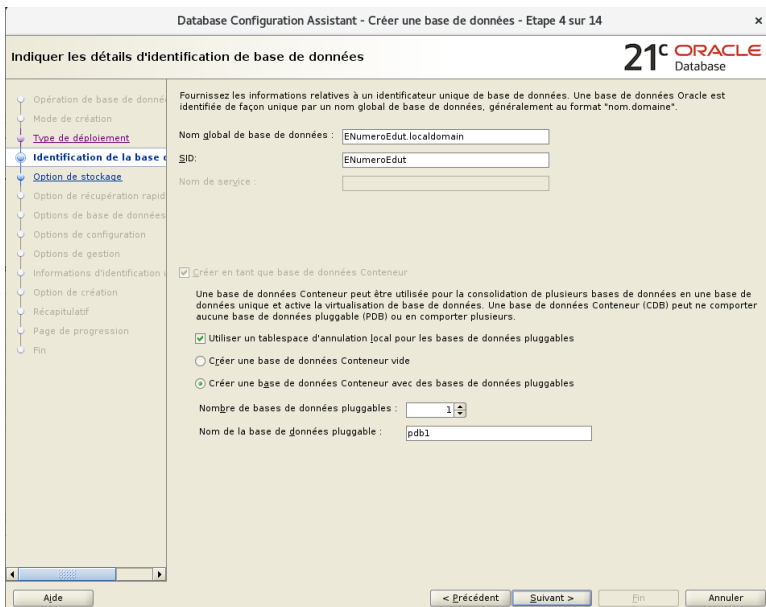 Database Configuration Assistant - Créer une base de données - Etape 4 sur 14
×
Indiquer les détails d'identification de base de données
21c ORACLE
Database
Opération de base de donné
Mode de création
Type de déploiement
Identification de la base
Option de stockage
Option de récupération rapid
Options de base de données
Options de configuration
Options de gestion
Informations d'identification
Option de création
Récapitulatif
Page de progression
Fin
Fournissez les informations relatives à un identificateur unique de base de données. Une base de données Oracle est
identifiée de façon unique par un nom global de base de données, généralement au format "nom.domaine".
Nom global de base de données : ENumeroEdut.localdomain
SID: ENumeroEdut
Nom de service :
Créer en tant que base de données Conteneur
Une base de données Conteneur peut être utilisée pour la consolidation de plusieurs bases de données en une base de
données unique et active la virtualisation de base de données. Une base de données Conteneur (CDB) peut ne comporter
aucune base de données pluggable (PDB) ou en comporter plusieurs.
Utiliser un tablespace d'annulation local pour les bases de données pluggables
Créer une base de données Conteneur vide
Créer une base de données Conteneur avec des bases de données pluggables
Nombre de bases de données pluggables : 1
Nom de la base de données pluggable : pdb1
Aide
< Précédent
Suivant >
Fin
Annuler